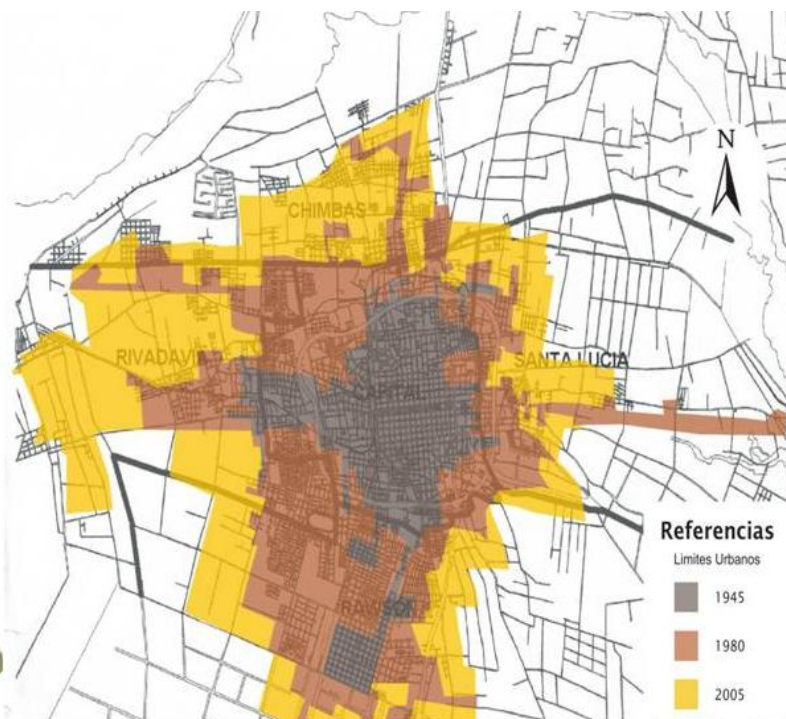 N
CHIMBAS
RIVADAVIA
SANTA LUCIA
CAPITAL
RAWSON
Referencias
Limites Urbanos
1945
1980
2005